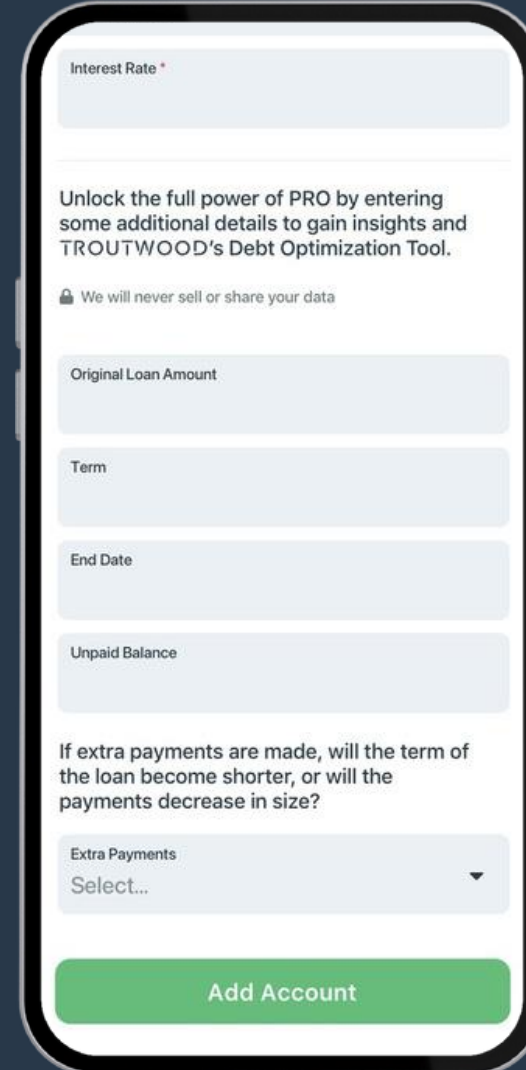 Interest Rate *
Unlock the full power of PRO by entering
some additional details to gain insights and
TROUTWOOD's Debt Optimization Tool.
We will never sell or share your data
Original Loan Amount
Term
End Date
Unpaid Balance
If extra payments are made, will the term of
the loan become shorter, or will the
payments decrease in size?
Extra Payments
Select...
Add Account